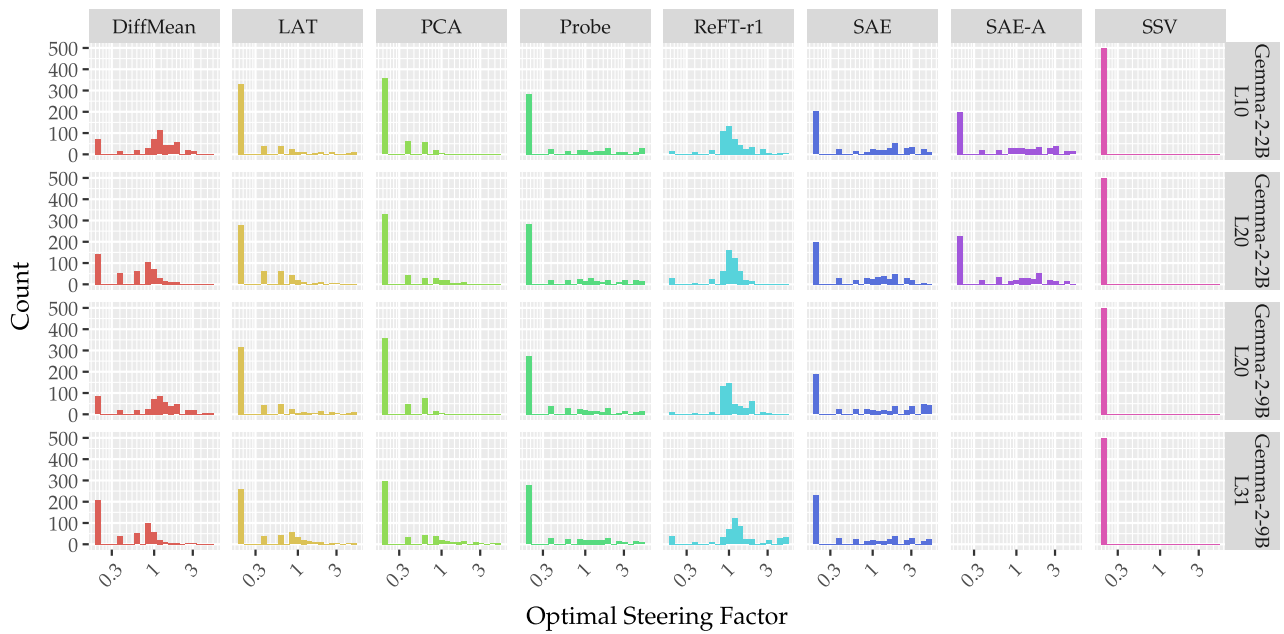 DiffMean LAT PCA Probe ReFT-r1 SAE SAE-A SSV
Count
500
400
300
200
100
0
Gemma-2-2B
L10
500
400
300
200
100
0
Gemma-2-2B
L20
500
400
300
200
100
0
Gemma-2-9B
L20
500
400
300
200
100
0
Gemma-2-9B
L31
0.3 1 3 0.3 1 3 0.3 1 3 0.3 1 3 0.3 1 3 0.3 1 3 0.3 1 3 0.3 1 3
Optimal Steering Factor